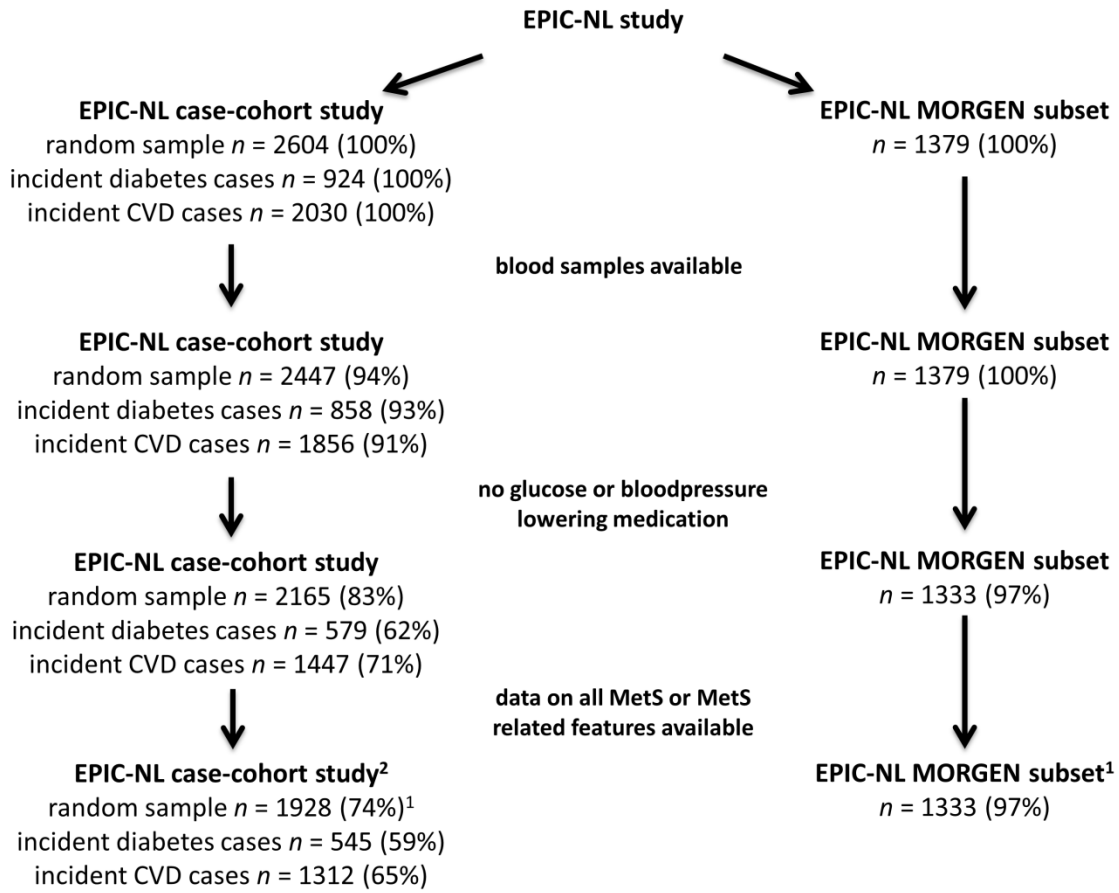 EPIC-NL study
EPIC-NL case-cohort study
random sample n = 2604 (100%)
incident diabetes cases n = 924 (100%)
incident CVD cases n = 2030 (100%)
EPIC-NL MORGEN subset
n = 1379 (100%)
blood samples available
EPIC-NL case-cohort study
random sample n = 2447 (94%)
incident diabetes cases n = 858 (93%)
incident CVD cases n = 1856 (91%)
EPIC-NL MORGEN subset
n = 1379 (100%)
no glucose or bloodpressure
lowering medication
EPIC-NL case-cohort study
random sample n = 2165 (83%)
incident diabetes cases n = 579 (62%)
incident CVD cases n = 1447 (71%)
EPIC-NL MORGEN subset
n = 1333 (97%)
data on all MetS or MetS
related features available
EPIC-NL case-cohort study²
random sample n = 1928 (74%)¹
incident diabetes cases n = 545 (59%)
incident CVD cases n = 1312 (65%)
EPIC-NL MORGEN subset¹
n = 1333 (97%)